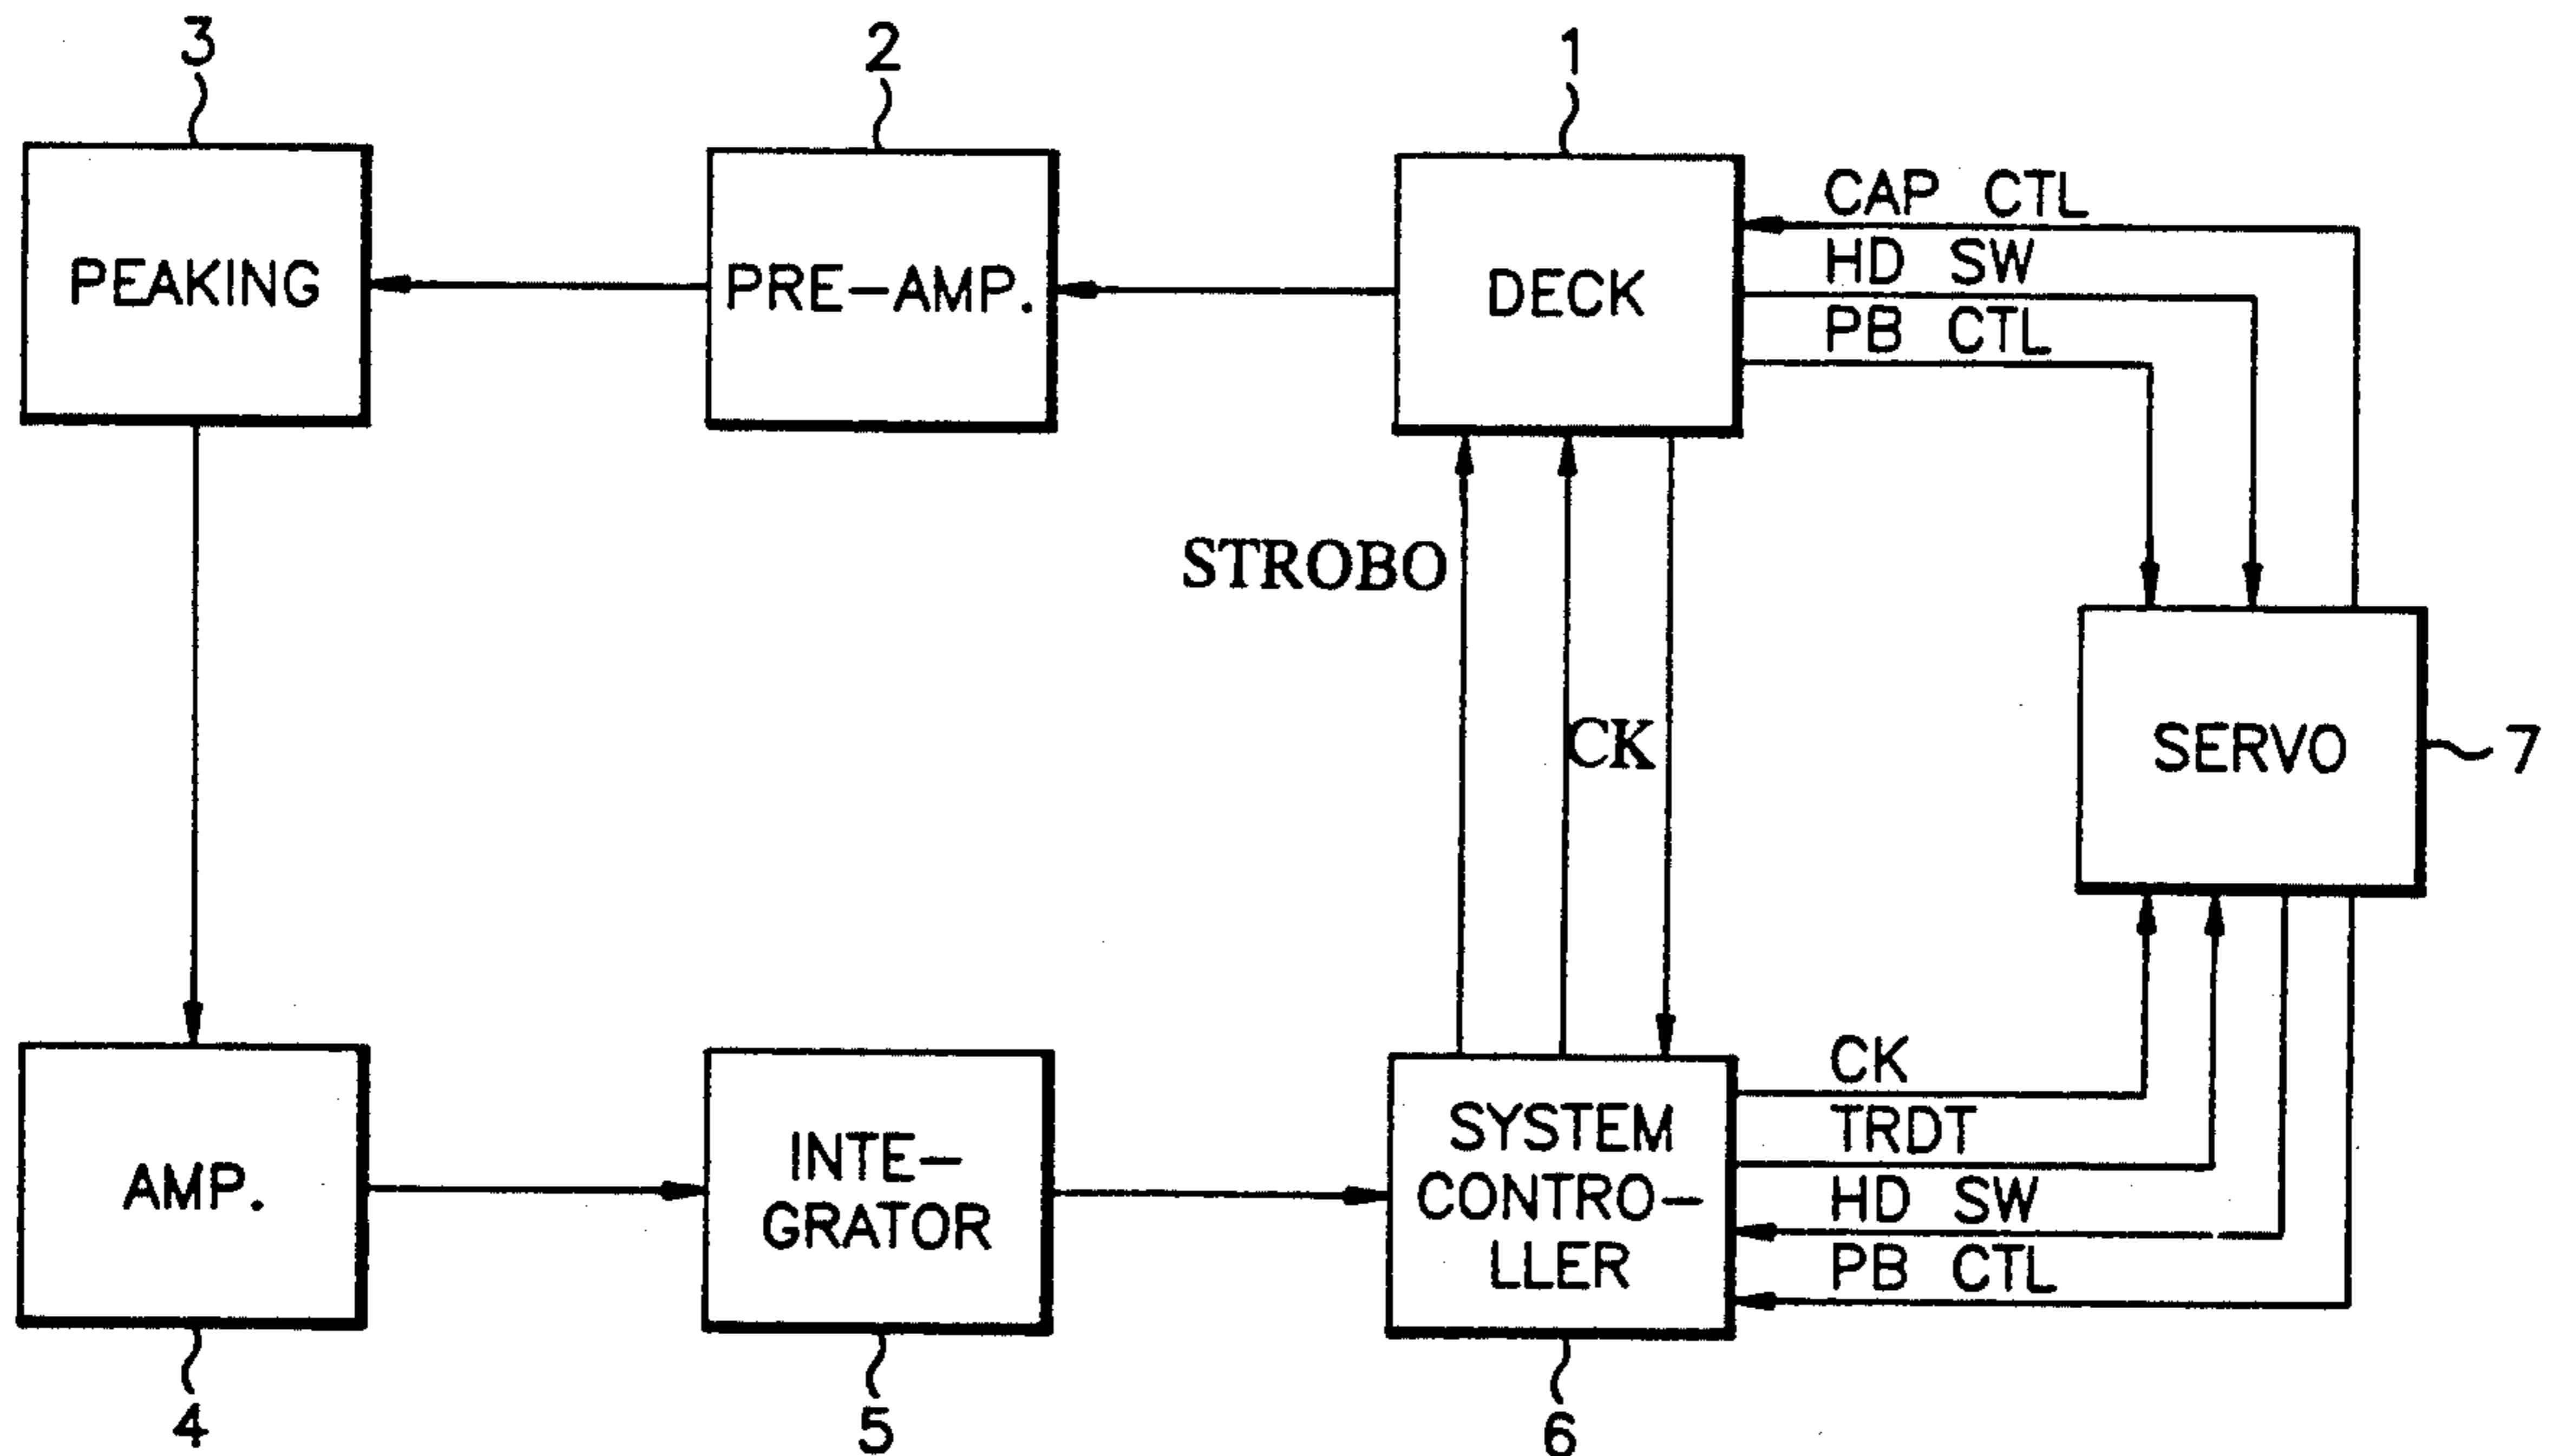 3
2
1
PEAKING
PRE-AMP.
DECK
CAP CTL
HD SW
PB CTL
STROBO
CK
SERVO
7
CK
TRDT
HD SW
PB CTL
AMP.
INTE-
GRATOR
SYSTEM
CONTRO-
LLER
4
5
6